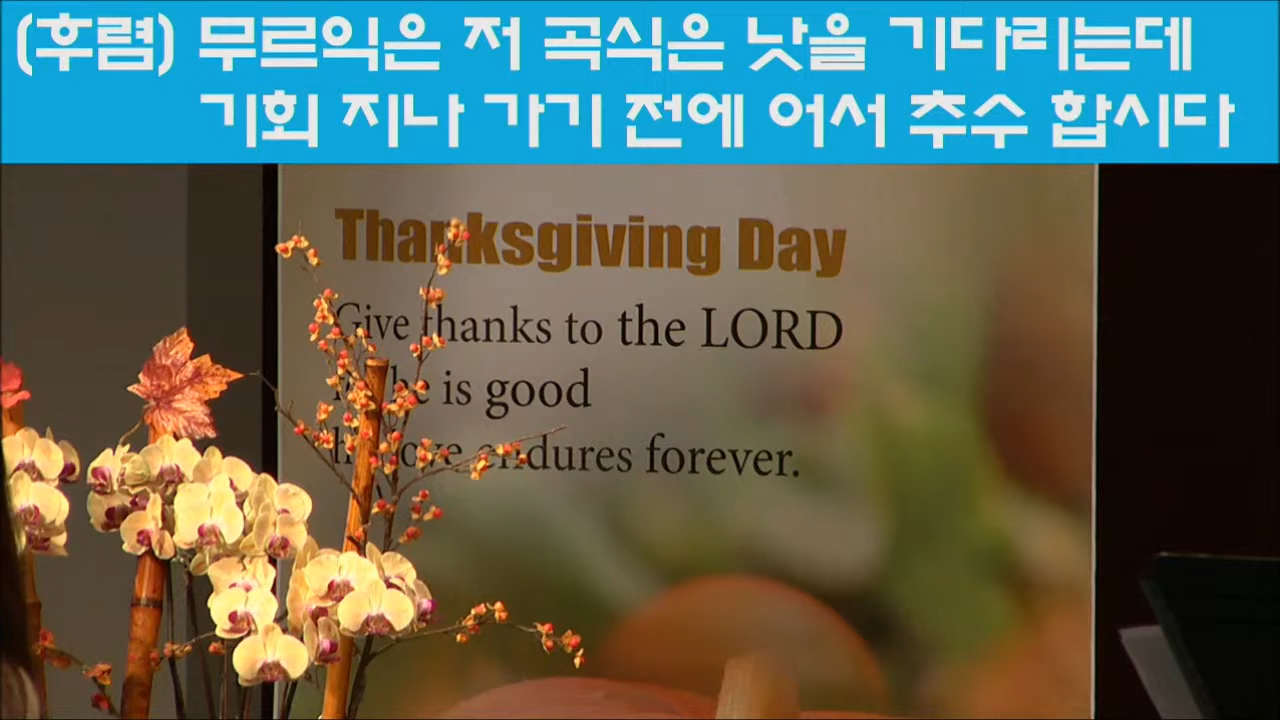 (후렴) 무르익은 저 곡식은 낫을 기다리는데
기회 지나 가기 전에 어서 추수 합시다
Thanksgiving Day
Give thanks to the LORD
he is good
love endures forever.